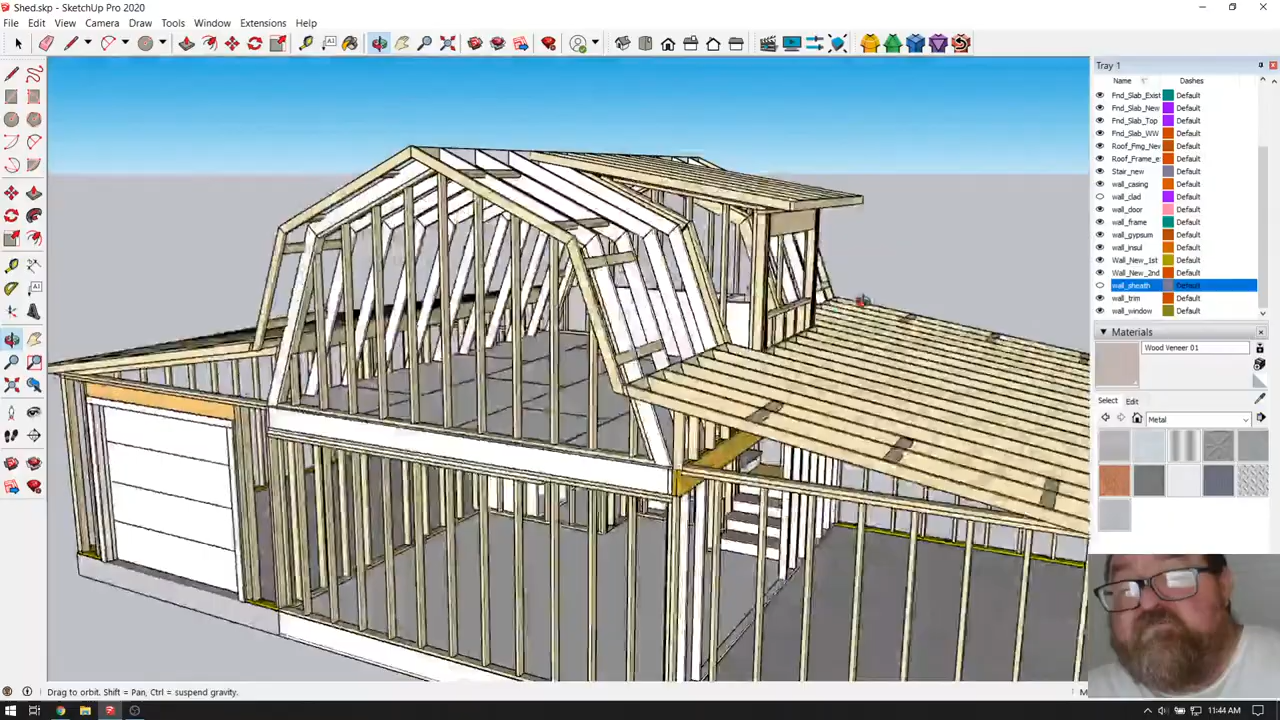 Shed.skp - SketchUp Pro 2020
File Edit View Camera Draw Tools Window Extensions Help
Tray 1
Name Dashes
Fnd_Slab_Exist Default
Fnd_Slab_New Default
Fnd_Slab_Top Default
Fnd_Slab_WW Default
Roof_Fmg_New Default
Roof_Frame_e Default
Stair_new Default
wall_casing Default
wall_clad Default
wall_door Default
wall_frame Default
wall_gypsum Default
wall_insul Default
Wall_New_1st Default
Wall_New_2nd Default
wall_sheath Default
wall_trim Default
wall_window Default
Materials
Wood Veneer 01
Select Edit
Metal
Drag to orbit. Shift = Pan, Ctrl = suspend gravity.
11:44 AM